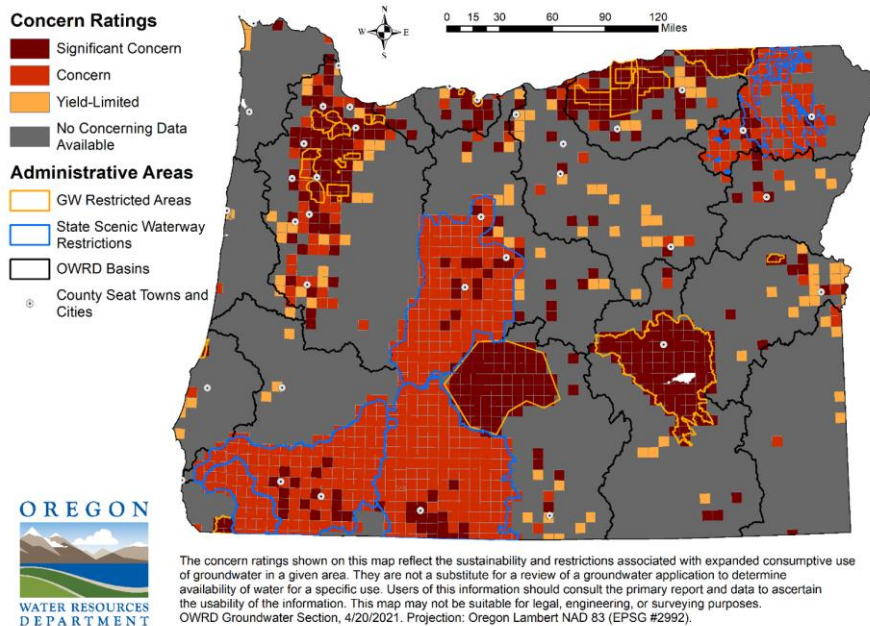 Concern Ratings
Significant Concern
Concern
Yield-Limited
No Concerning Data
Available
Administrative Areas
GW Restricted Areas
State Scenic Waterway
Restrictions
OWRD Basins
County Seat Towns and
Cities
N
W E
S
0 15 30 60 90 120
Miles
OREGON
WATER RESOURCES
DEPARTMENT
The concern ratings shown on this map reflect the sustainability and restrictions associated with expanded consumptive use
of groundwater in a given area. They are not a substitute for a review of a groundwater application to determine
availability of water for a specific use. Users of this information should consult the primary report and data to ascertain
the usability of the information. This map may not be suitable for legal, engineering, or surveying purposes.
OWRD Groundwater Section, 4/20/2021. Projection: Oregon Lambert NAD 83 (EPSG #2992).